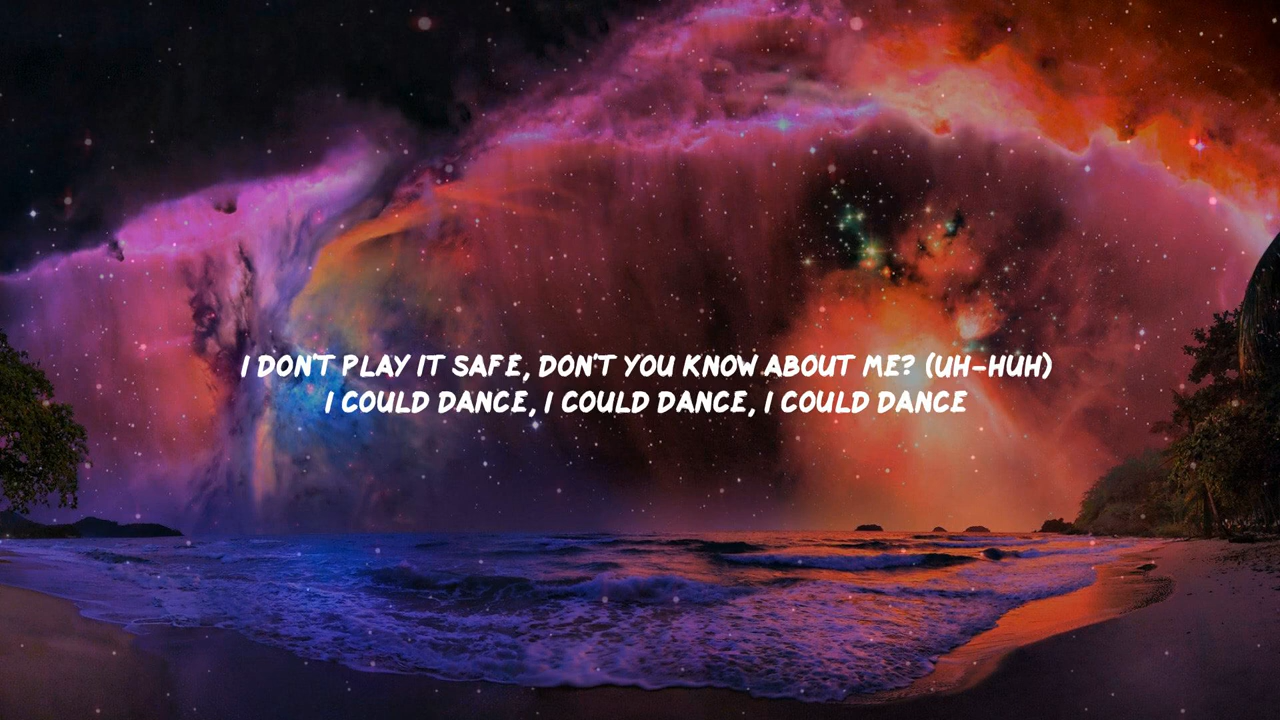 I DON'T PLAY IT SAFE, DON'T YOU KNOW ABOUT ME? (UH-HUH)
I COULD DANCE, I COULD DANCE, I COULD DANCE